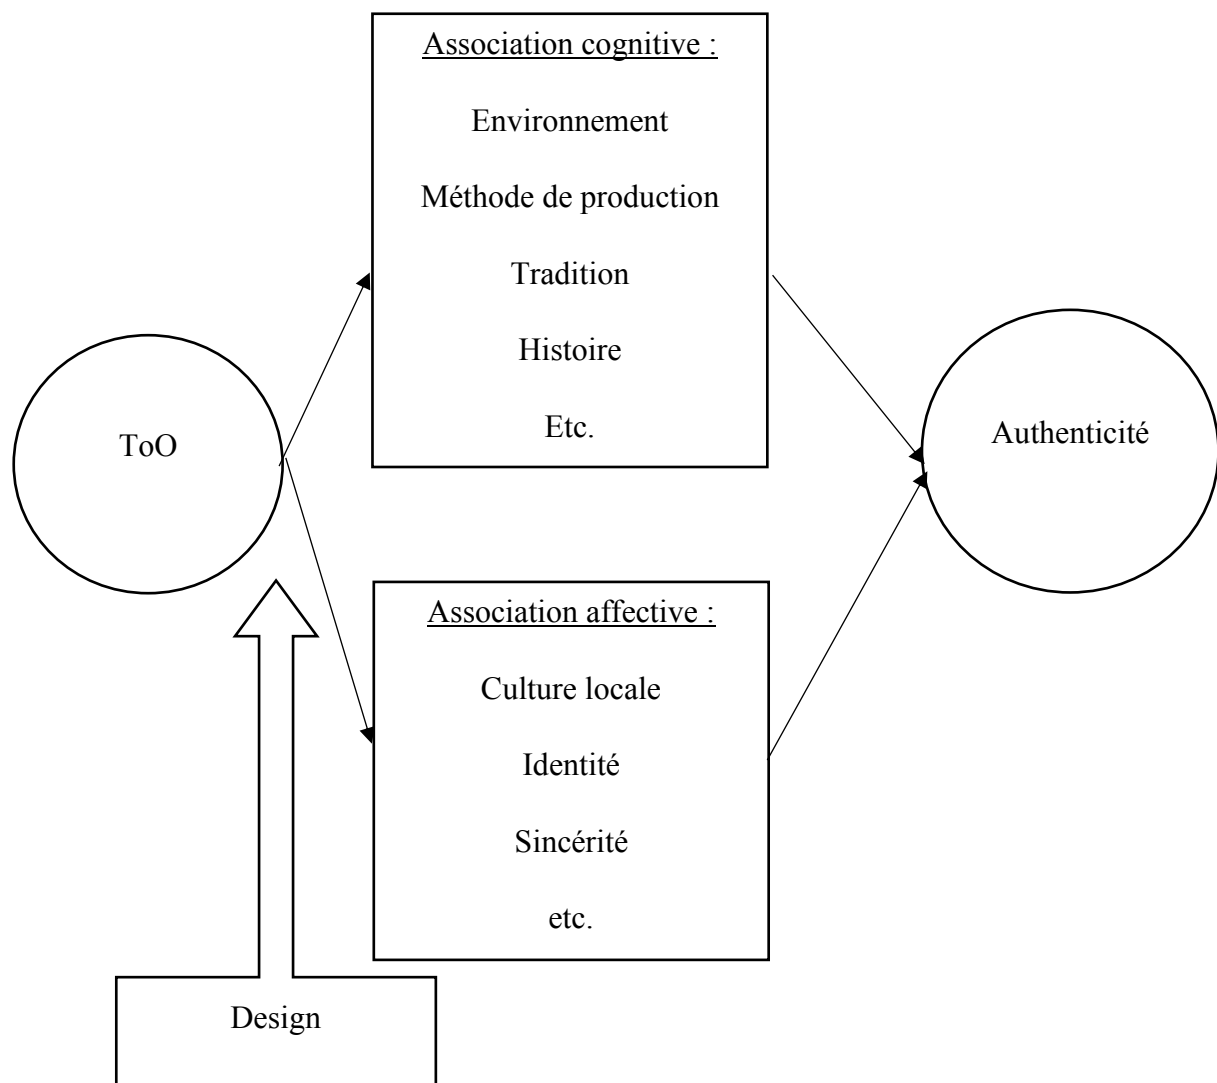 Association cognitive :
Environnement
Méthode de production
Tradition
Histoire
Etc.
ToO
Authenticité
Association affective :
Culture locale
Identité
Sincérité
etc.
Design